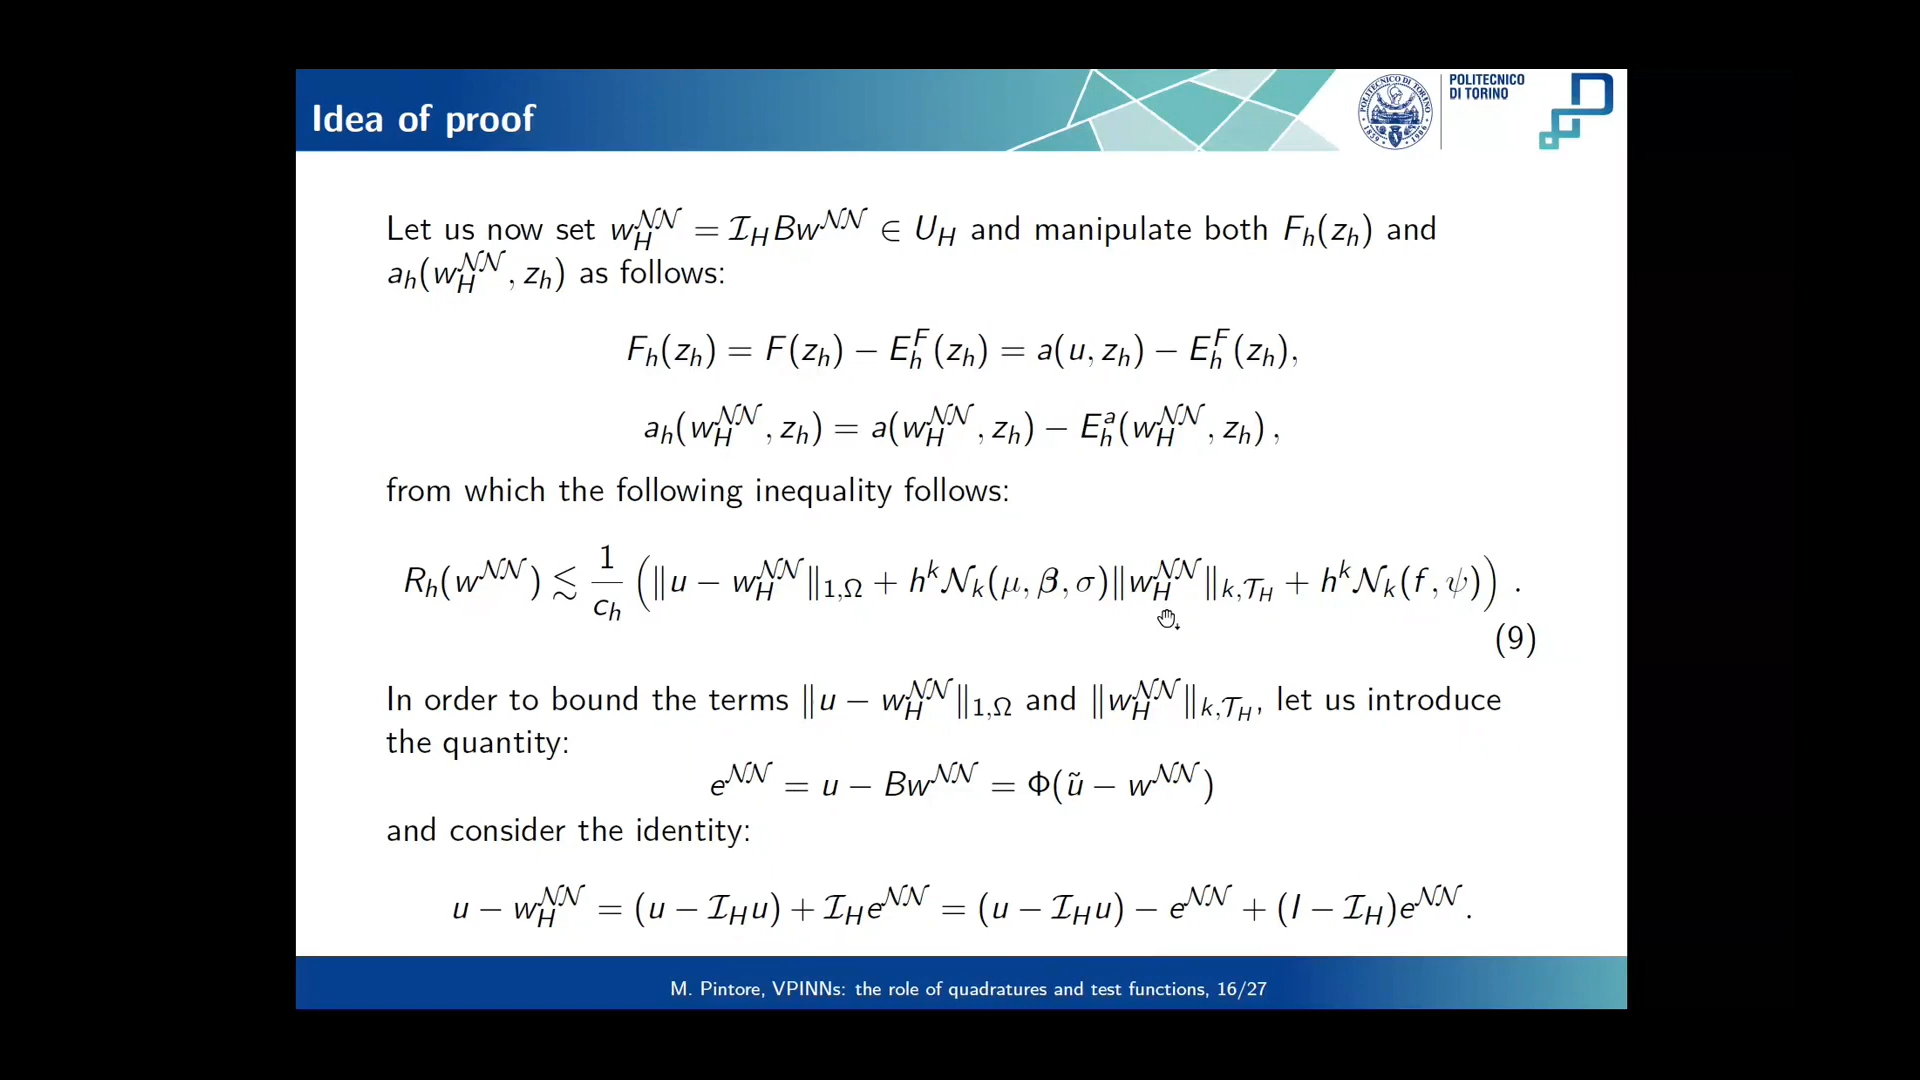 Idea of proof
POLITECNICO
DI TORINO
POLITECNICO DI TORINO
1859
1906
Let us now set $w_H^{\mathcal{NN}} = \mathcal{I}_H B w^{\mathcal{NN}} \in U_H$ and manipulate both $F_h(z_h)$ and
$a_h(w_H^{\mathcal{NN}}, z_h)$ as follows:
$F_h(z_h) = F(z_h) - E_h^F(z_h) = a(u, z_h) - E_h^F(z_h),$
$a_h(w_H^{\mathcal{NN}}, z_h) = a(w_H^{\mathcal{NN}}, z_h) - E_h^a(w_H^{\mathcal{NN}}, z_h),$
from which the following inequality follows:
$R_h(w^{\mathcal{NN}}) \lesssim \frac{1}{c_h} \left( \|u - w_H^{\mathcal{NN}}\|_{1,\Omega} + h^k \mathcal{N}_k(\mu, \boldsymbol{\beta}, \sigma) \|w_H^{\mathcal{NN}}\|_{k,\mathcal{T}_H} + h^k \mathcal{N}_k(f, \psi) \right).$
(9)
In order to bound the terms $\|u - w_H^{\mathcal{NN}}\|_{1,\Omega}$ and $\|w_H^{\mathcal{NN}}\|_{k,\mathcal{T}_H}$, let us introduce
the quantity:
$e^{\mathcal{NN}} = u - B w^{\mathcal{NN}} = \Phi(\tilde{u} - w^{\mathcal{NN}})$
and consider the identity:
$u - w_H^{\mathcal{NN}} = (u - \mathcal{I}_H u) + \mathcal{I}_H e^{\mathcal{NN}} = (u - \mathcal{I}_H u) - e^{\mathcal{NN}} + (I - \mathcal{I}_H) e^{\mathcal{NN}}.$
M. Pintore, VPINNs: the role of quadratures and test functions, 16/27